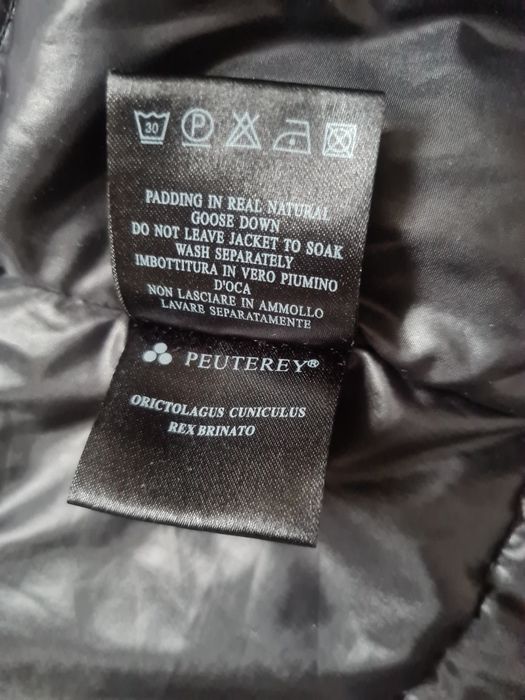 30 P
PADDING IN REAL NATURAL
GOOSE DOWN
DO NOT LEAVE JACKET TO SOAK
WASH SEPARATELY
IMBOTTITURA IN VERO PIUMINO
D'OCA
NON LASCIARE IN AMMOLLO
LAVARE SEPARATAMENTE
PEUTEREY®
ORICTOLAGUS CUNICULUS
REX BRINATO